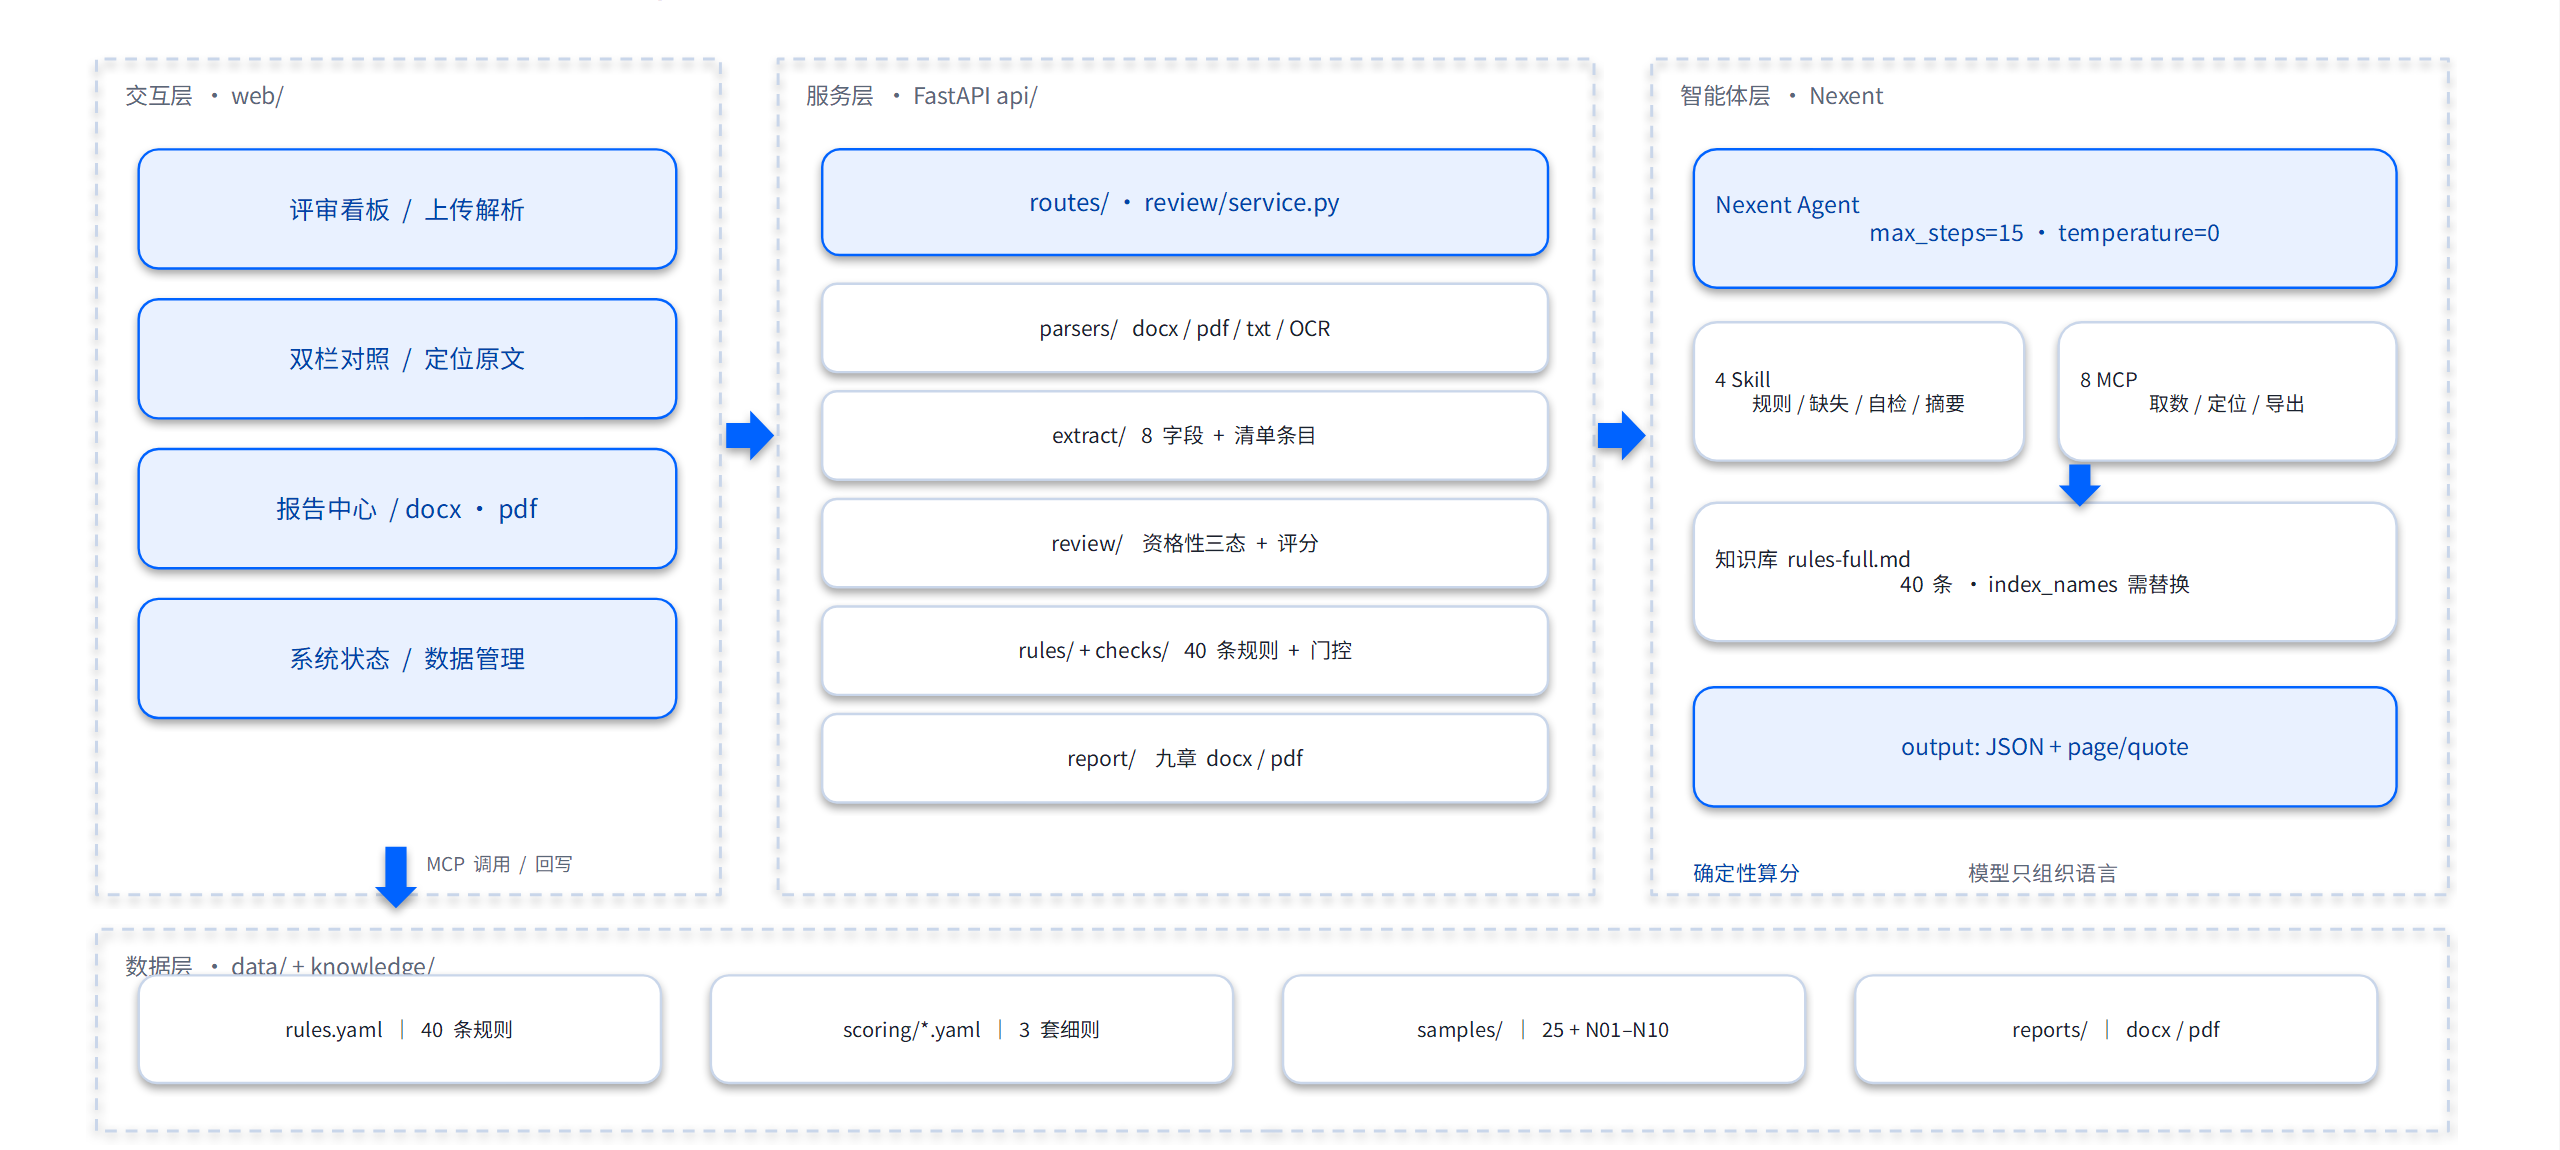 交互层 • web/
评审看板 / 上传解析
双栏对照 / 定位原文
报告中心 / docx • pdf
系统状态 / 数据管理
MCP 调用 / 回写
服务层 • FastAPI api/
routes/ • review/service.py
parsers/ docx / pdf / txt / OCR
extract/ 8 字段 + 清单条目
review/ 资格性三态 + 评分
rules/ + checks/ 40 条规则 + 门控
report/ 九章 docx / pdf
智能体层 • Nexent
Nexent Agent
max_steps=15 • temperature=0
4 Skill
规则 / 缺失 / 自检 / 摘要
8 MCP
取数 / 定位 / 导出
知识库 rules-full.md
40 条 • index_names 需替换
output: JSON + page/quote
确定性算分 模型只组织语言
数据层 • data/ + knowledge/
rules.yaml | 40 条规则
scoring/*.yaml | 3 套细则
samples/ | 25 + N01–N10
reports/ | docx / pdf